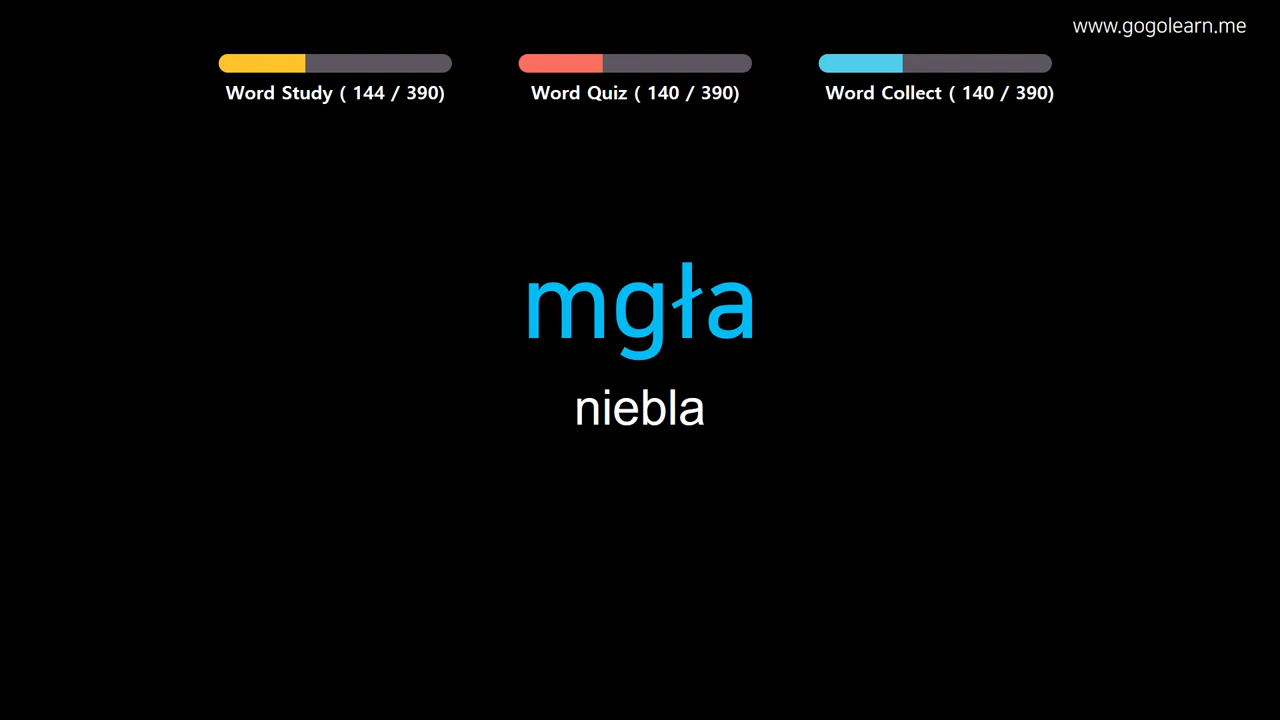 www.gogolearn.me
Word Study ( 144 / 390)
Word Quiz ( 140 / 390)
Word Collect ( 140 / 390)
mgła
niebla